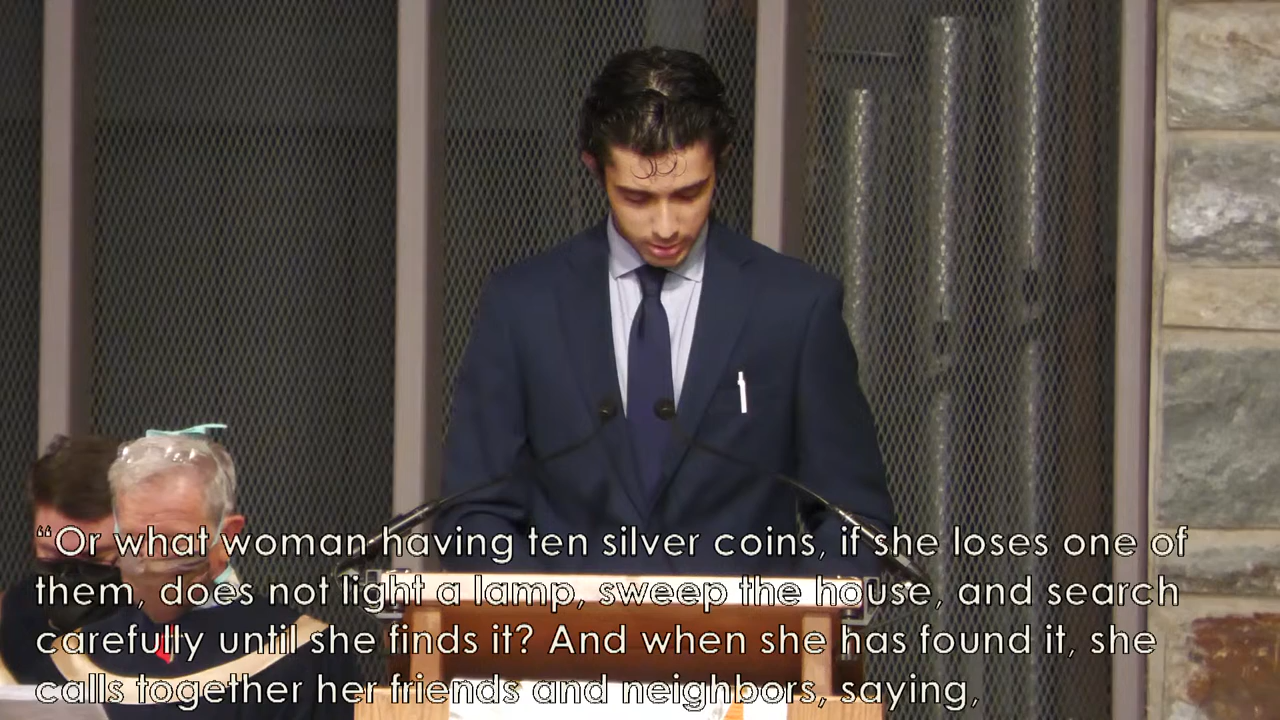 “Or what woman having ten silver coins, if she loses one of
them, does not light a lamp, sweep the house, and search
carefully until she finds it? And when she has found it, she
calls together her friends and neighbors, saying,